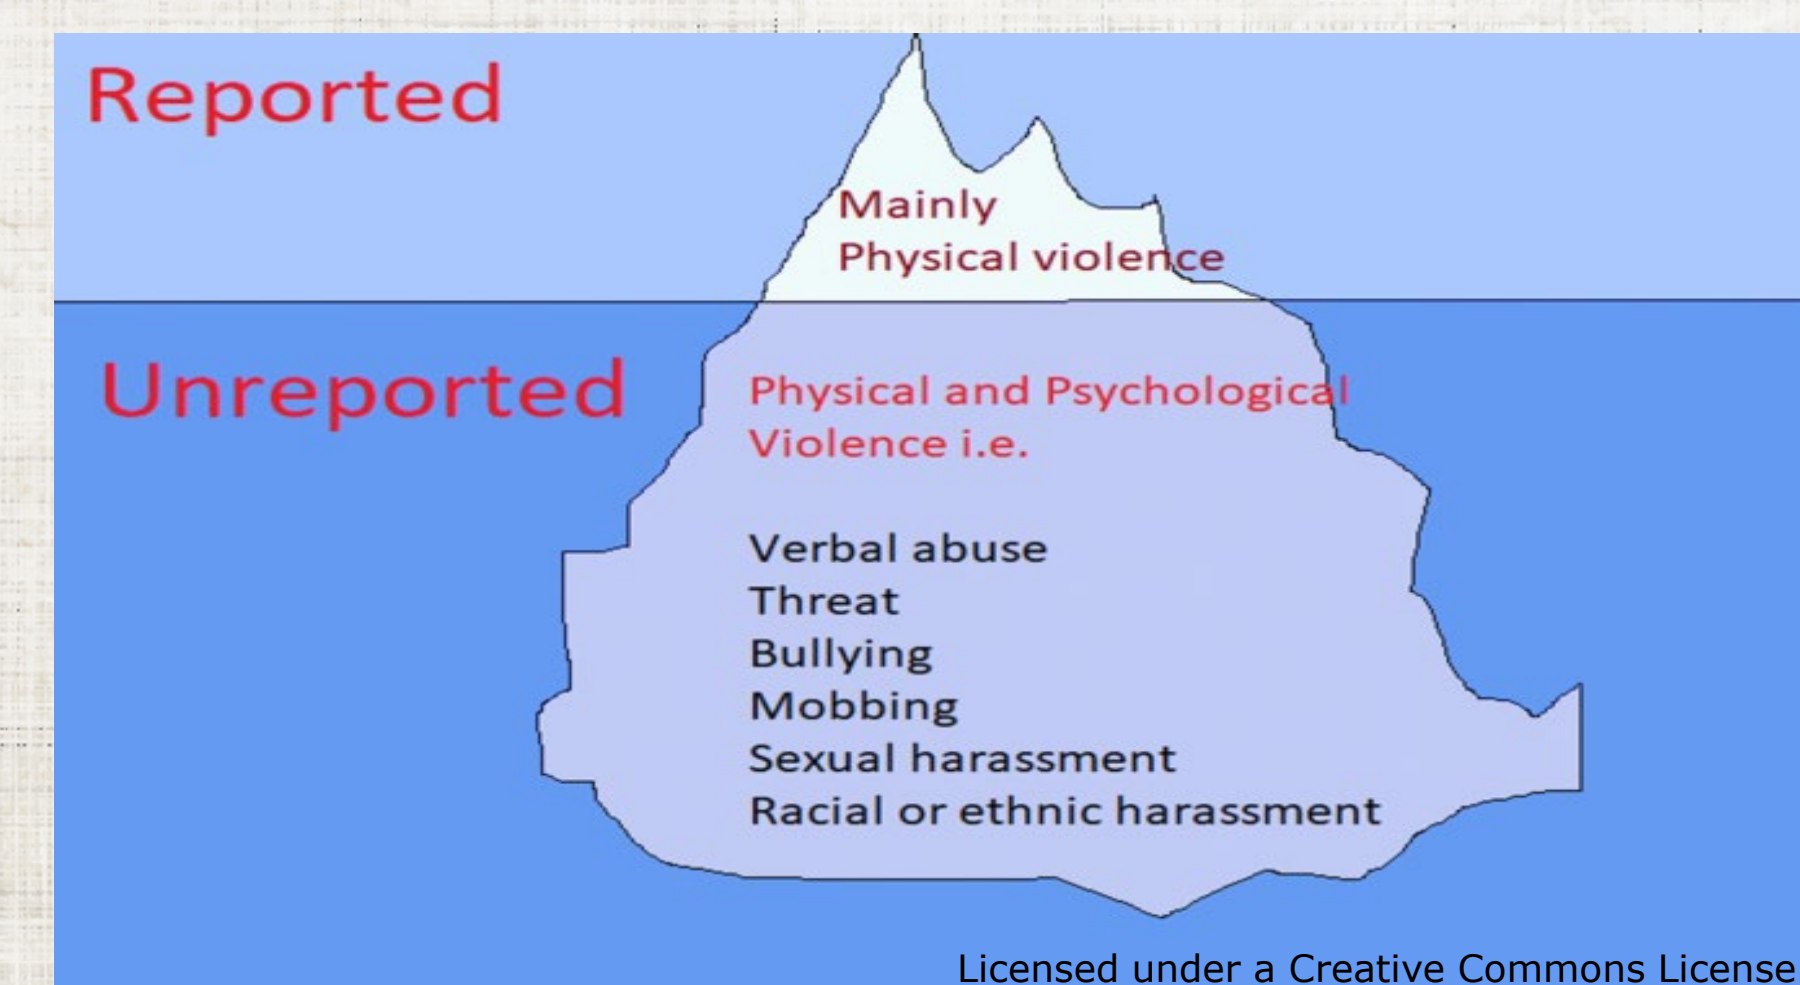 Reported
Mainly
Physical violence
Unreported
Physical and Psychological
Violence i.e.
Verbal abuse
Threat
Bullying
Mobbing
Sexual harassment
Racial or ethnic harassment
Licensed under a Creative Commons License